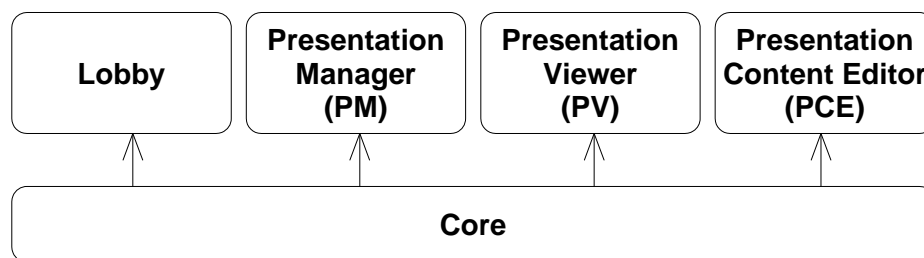 Lobby
Presentation
Manager
(PM)
Presentation
Viewer
(PV)
Presentation
Content Editor
(PCE)
Core